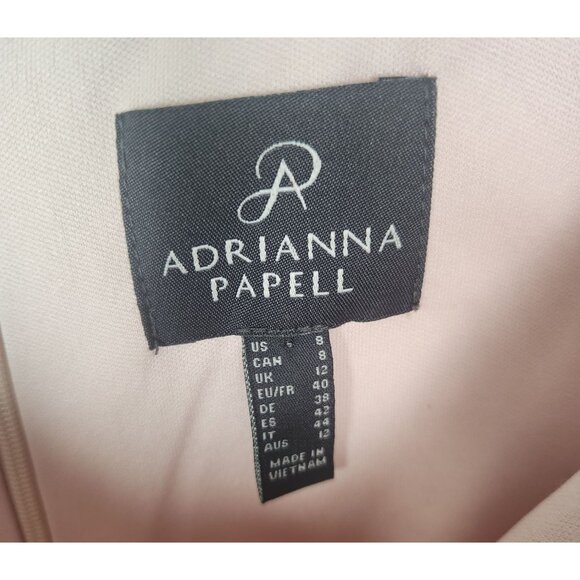 ADRIANNA
PAPELL
US 8
CAN 8
UK 12
EU/FR 40
DE 38
ES 42
IT 44
AUS 12
MADE IN
VIETNAM